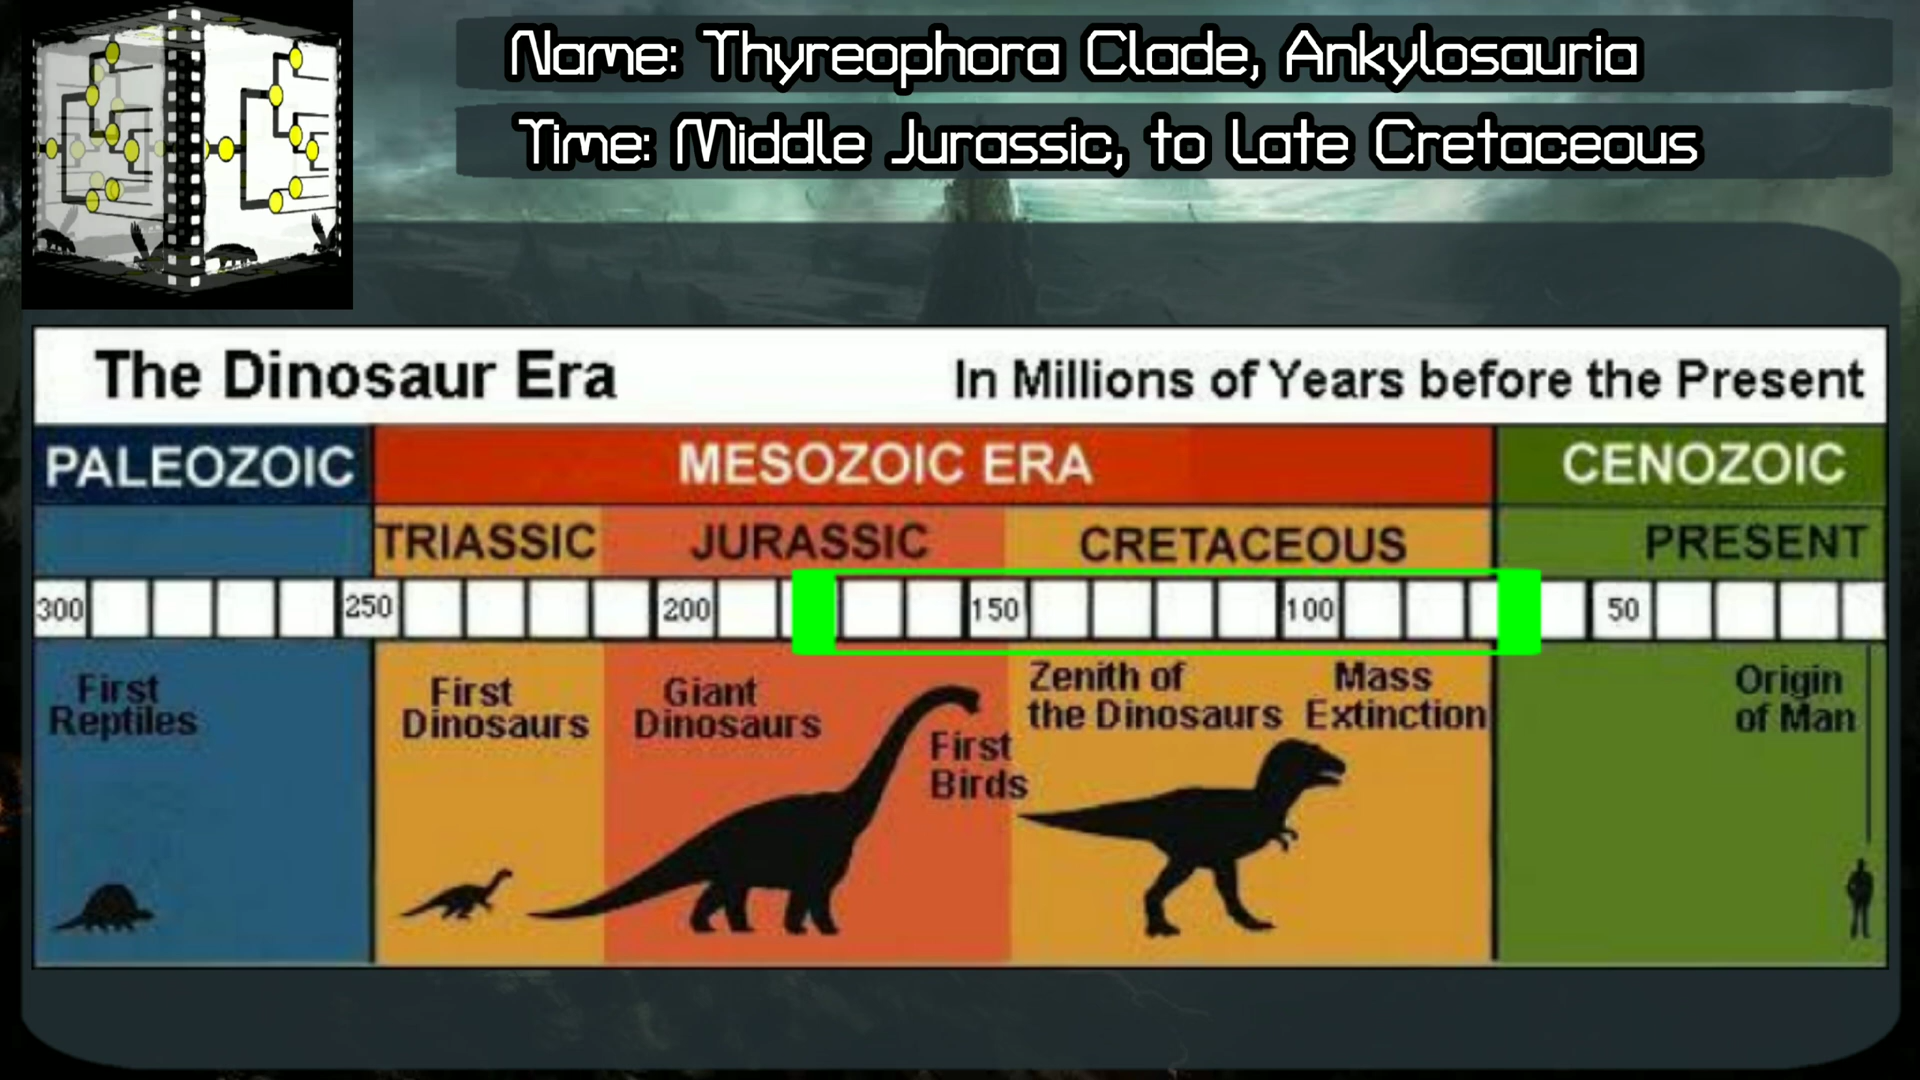 Name: Thyreophora Clade, Ankylosauria
Time: Middle Jurassic, to Late Cretaceous
The Dinosaur Era In Millions of Years before the Present
PALEOZOIC MESOZOIC ERA CENOZOIC
TRIASSIC JURASSIC CRETACEOUS PRESENT
300 250 200 150 100 50
First
Reptiles
First
Dinosaurs
Giant
Dinosaurs
First
Birds
Zenith of
the Dinosaurs
Mass
Extinction
Origin
of Man